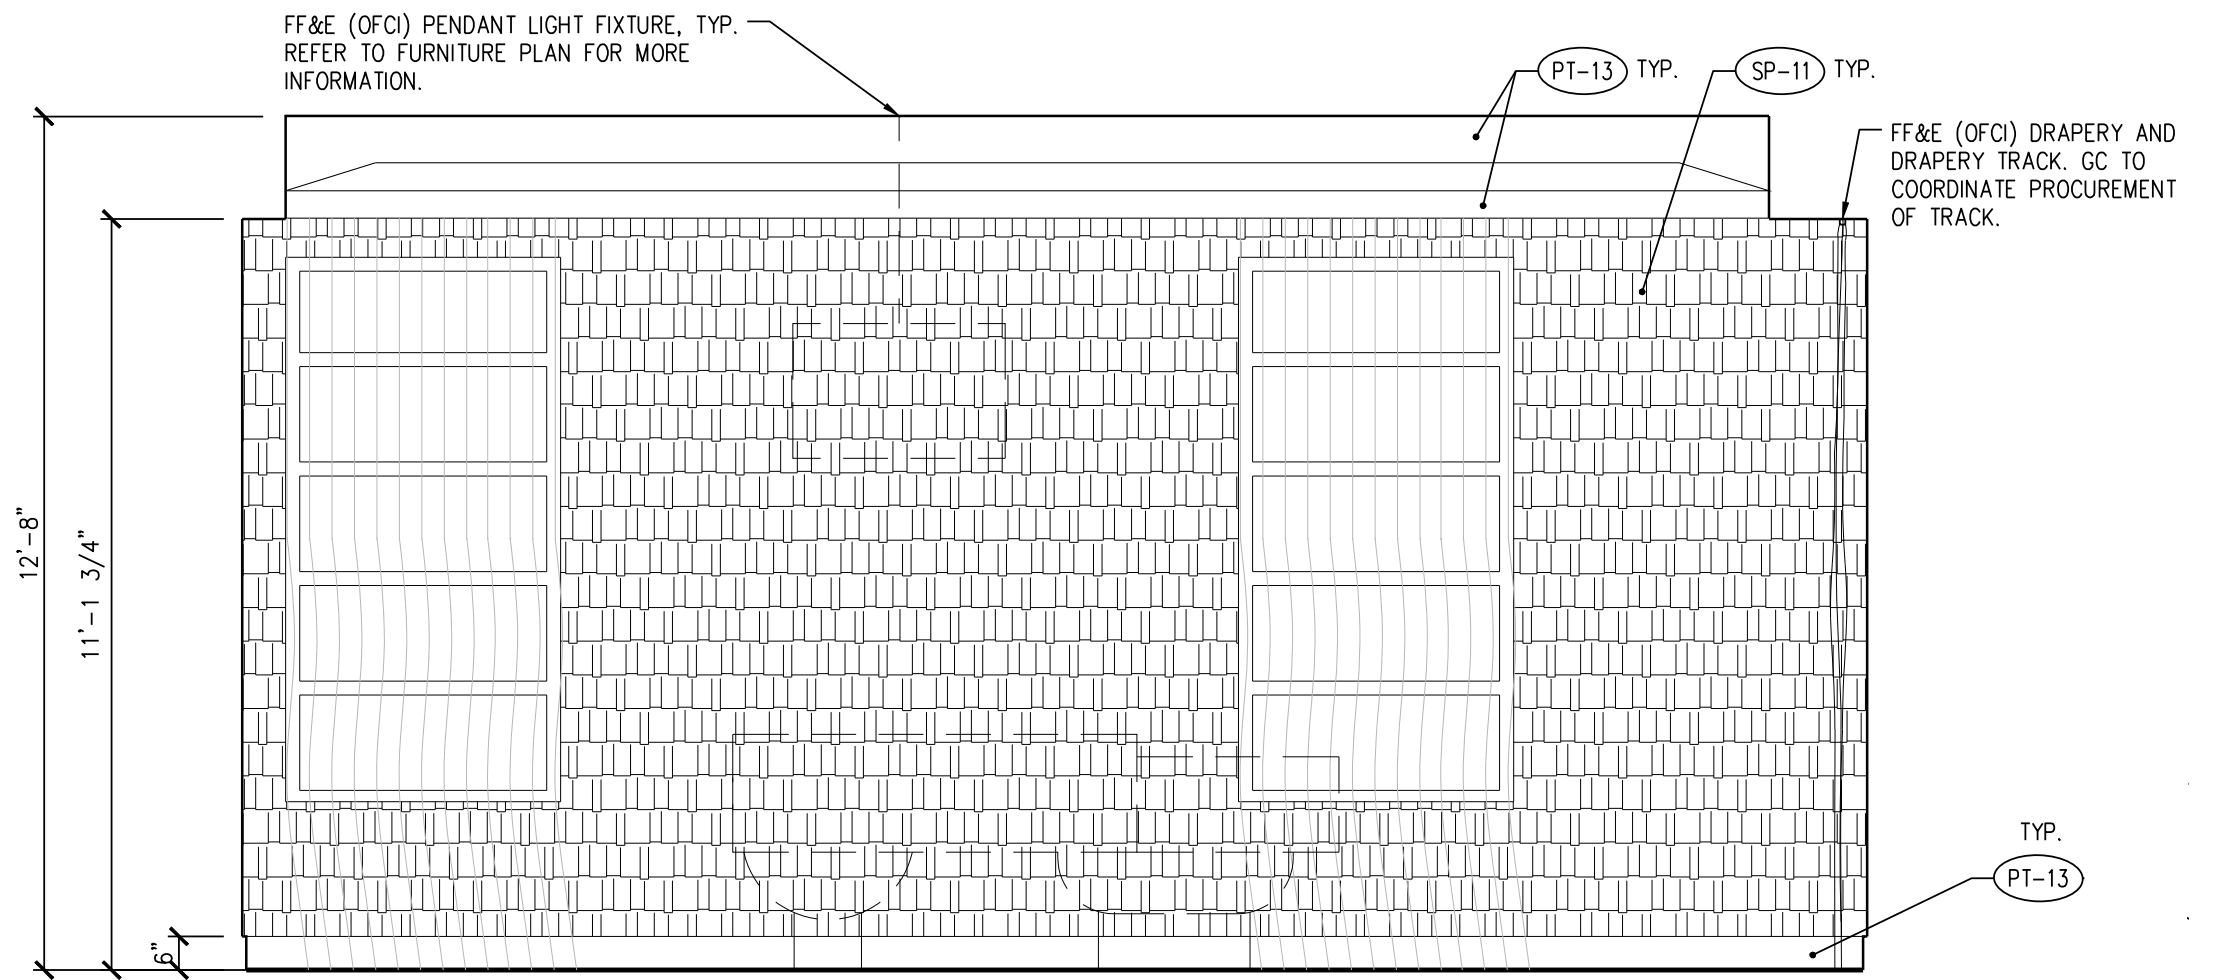 FF&E (OFCI) PENDANT LIGHT FIXTURE, TYP.
REFER TO FURNITURE PLAN FOR MORE
INFORMATION.
PT-13 TYP.
SP-11 TYP.
FF&E (OFCI) DRAPERY AND
DRAPERY TRACK. GC TO
COORDINATE PROCUREMENT
OF TRACK.
12'-8"
11'-1 3/4"
6"
TYP.
PT-13